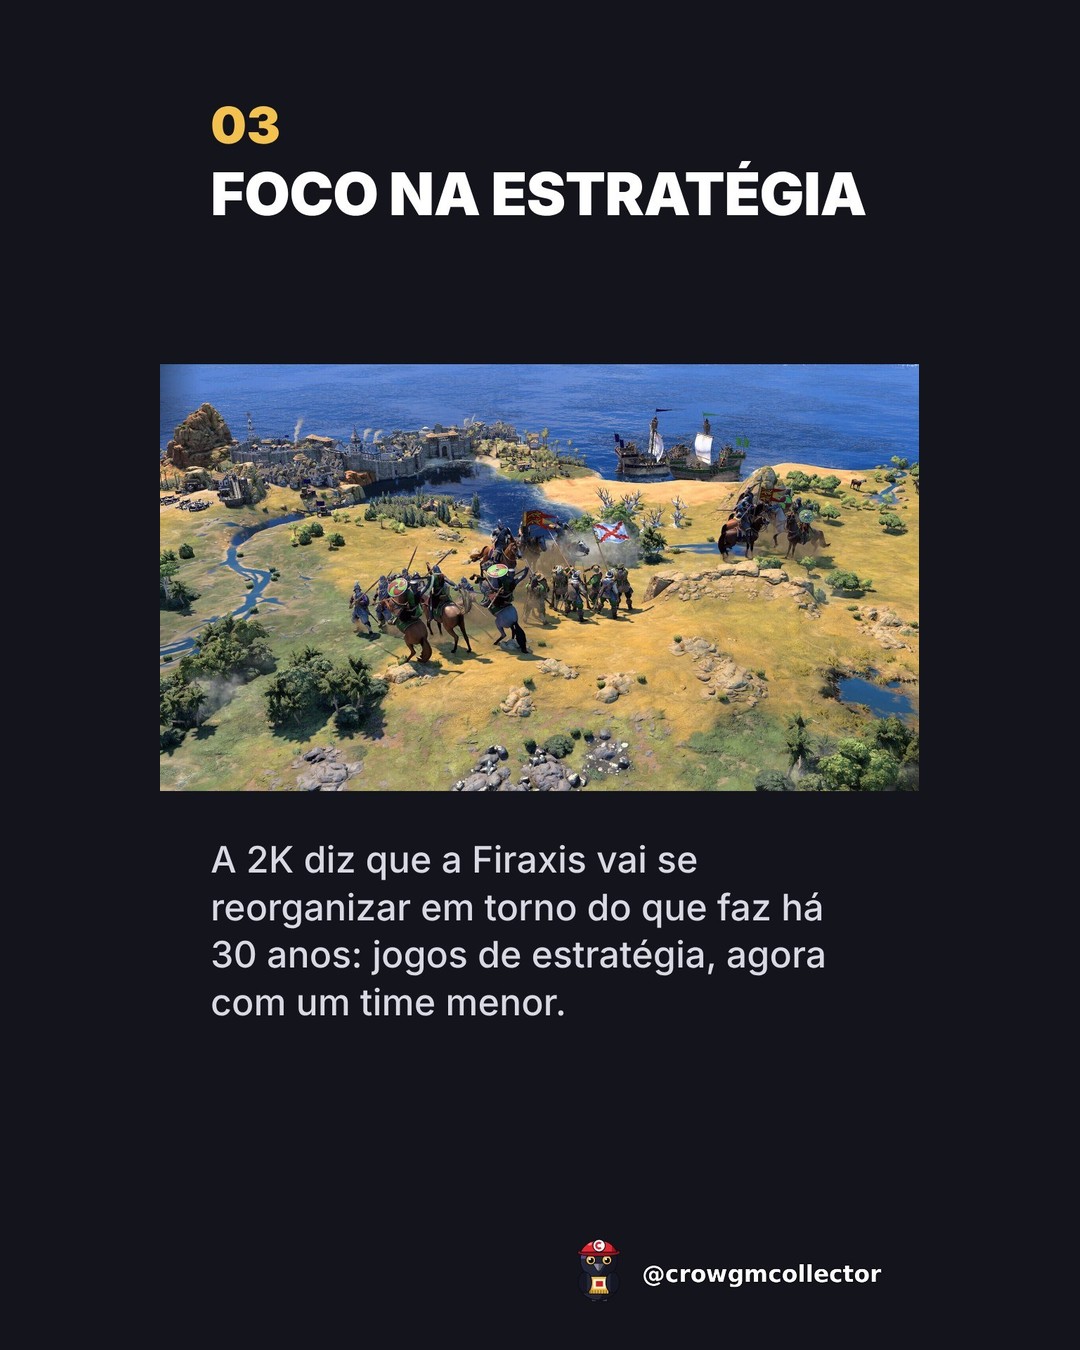 03
FOCO NA ESTRATÉGIA
A 2K diz que a Firaxis vai se
reorganizar em torno do que faz há
30 anos: jogos de estratégia, agora
com um time menor.
C
@crowgmcollector